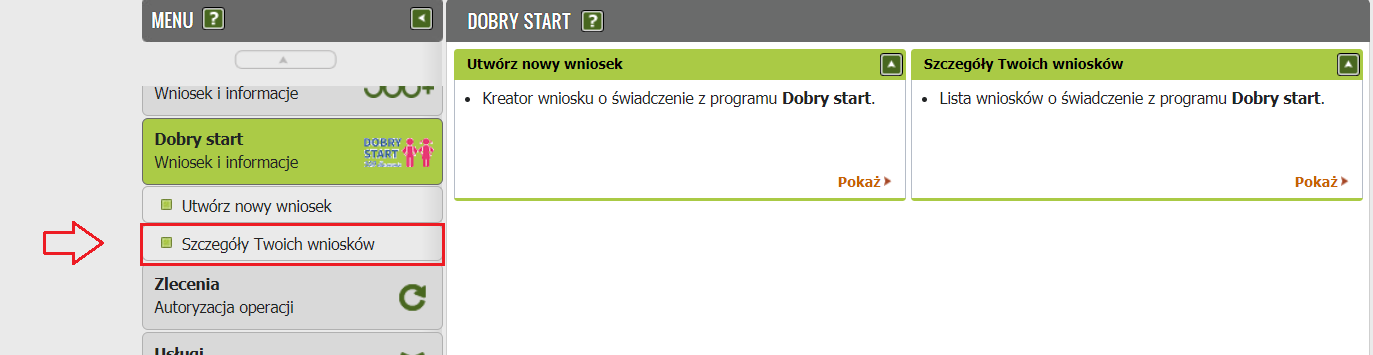 MENU ?
Wniosek i informacje
Dobry start
Wniosek i informacje
DOBRY
START
Utwórz nowy wniosek
Szczegóły Twoich wniosków
Zlecenia
Autoryzacja operacji
Usługi
DOBRY START ?
Utwórz nowy wniosek
Kreator wniosku o świadczenie z programu Dobry start.
Pokaż
Szczegóły Twoich wniosków
Lista wniosków o świadczenie z programu Dobry start.
Pokaż